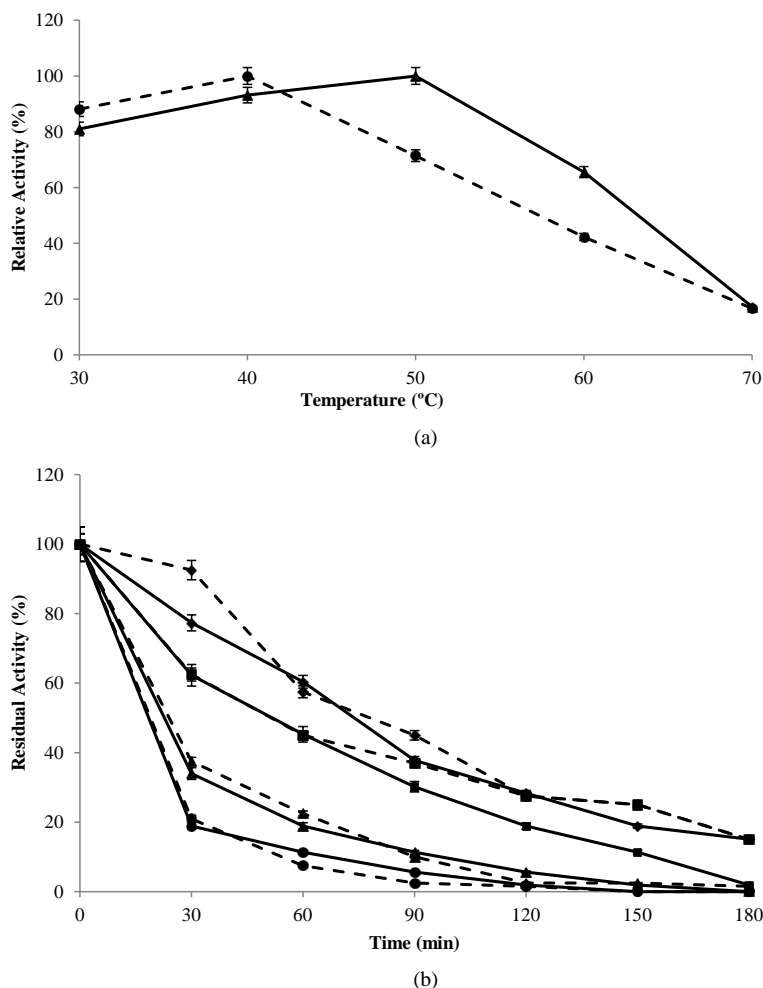 120
100
80
60
40
20
0
Relative Activity (%)
30 40 50 60 70
Temperature (ºC)
(a)
120
100
80
60
40
20
0
Residual Activity (%)
0 30 60 90 120 150 180
Time (min)
(b)